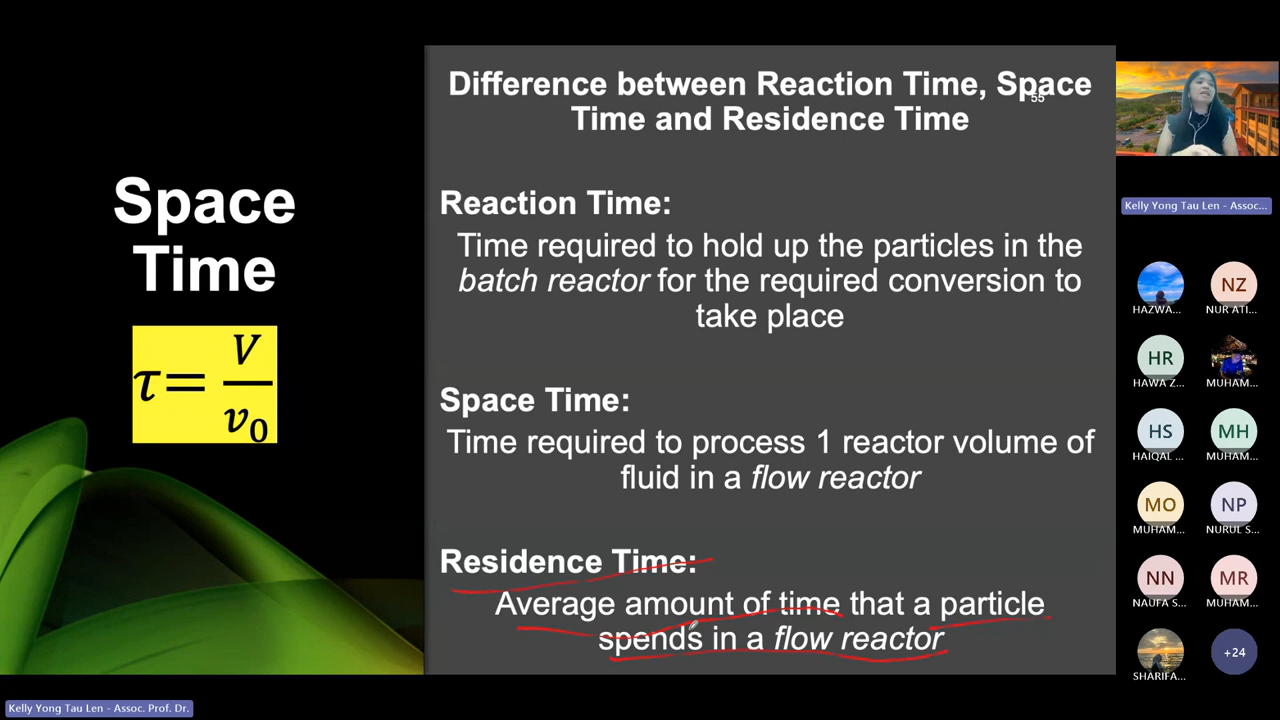 Space
Time
τ= V/v₀
55
Difference between Reaction Time, Space
Time and Residence Time
Reaction Time:
Time required to hold up the particles in the
batch reactor for the required conversion to
take place
Space Time:
Time required to process 1 reactor volume of
fluid in a flow reactor
Residence Time:
Average amount of time that a particle
spends in a flow reactor
Kelly Yong Tau Len - Assoc...
HAZWA...
NZ
NUR ATI...
HR
HAWA Z...
MUHAM...
HS
HAIQAL ...
MH
MUHAM...
MO
MUHAM...
NP
NURUL S...
NN
NAUFA S...
MR
MUHAM...
SHARIFA...
+24
Kelly Yong Tau Len - Assoc. Prof. Dr.